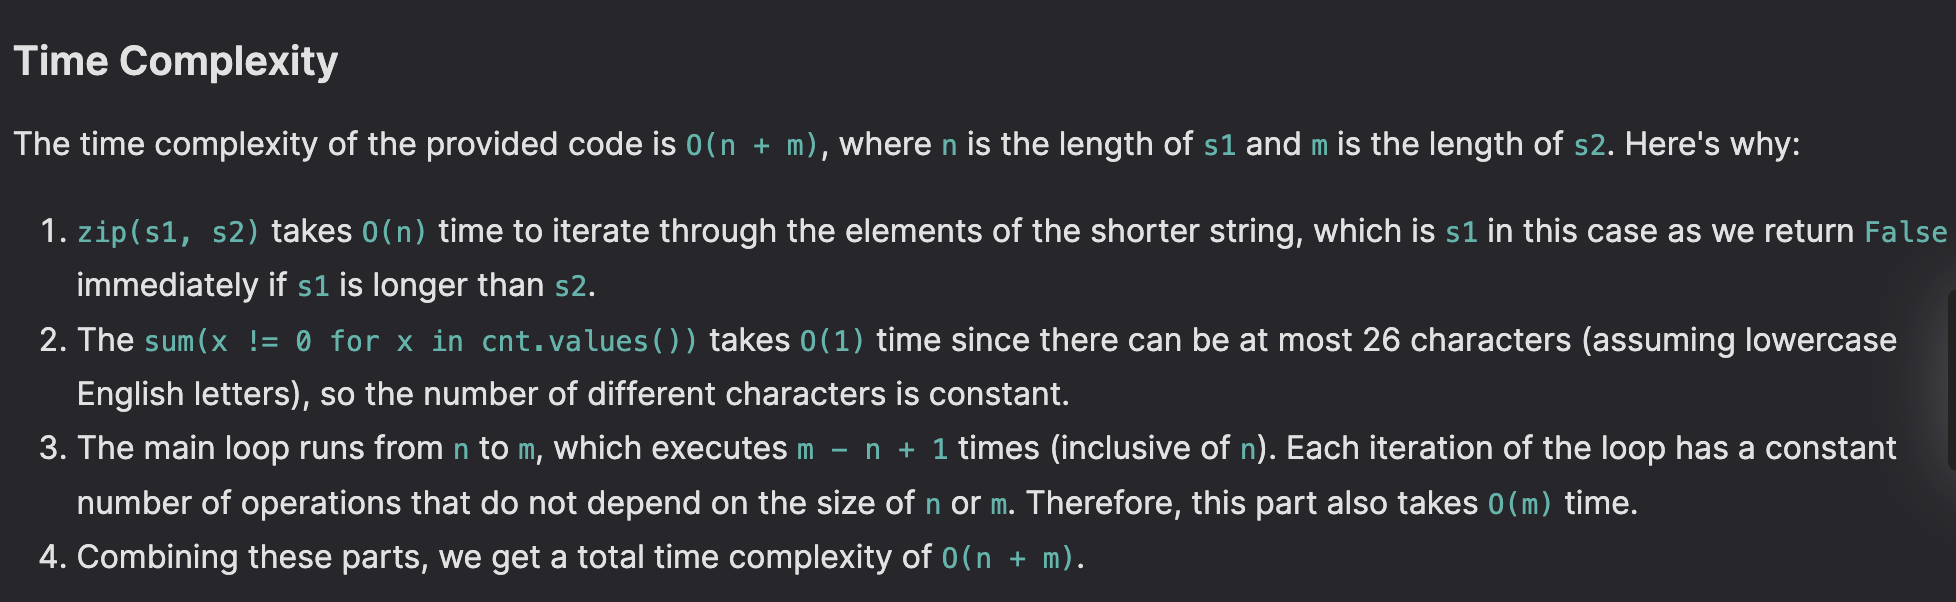 Time Complexity
The time complexity of the provided code is O(n + m), where n is the length of s1 and m is the length of s2. Here's why:
1. zip(s1, s2) takes O(n) time to iterate through the elements of the shorter string, which is s1 in this case as we return False
immediately if s1 is longer than s2.
2. The sum(x != 0 for x in cnt.values()) takes O(1) time since there can be at most 26 characters (assuming lowercase
English letters), so the number of different characters is constant.
3. The main loop runs from n to m, which executes m - n + 1 times (inclusive of n). Each iteration of the loop has a constant
number of operations that do not depend on the size of n or m. Therefore, this part also takes O(m) time.
4. Combining these parts, we get a total time complexity of O(n + m).